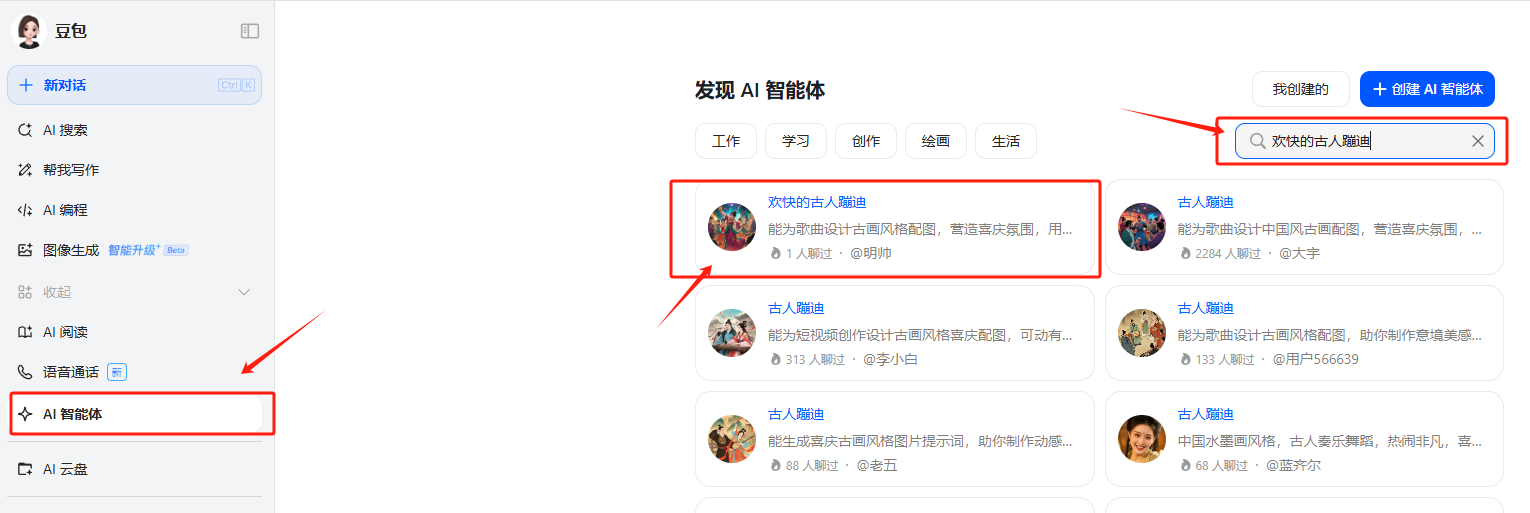 豆包
新对话 Ctrl K
AI 搜索
帮我写作
AI 编程
图像生成 智能升级+ Beta
收起
AI 阅读
语音通话 新
AI 智能体
AI 云盘
发现 AI 智能体
我创建的
创建 AI 智能体
工作 学习 创作 绘画 生活
欢快的古人蹦迪
欢快的古人蹦迪
能为歌曲设计古画风格配图，营造喜庆氛围，用...
1 人聊过 · @明帅
古人蹦迪
能为歌曲设计中国风古画配图，营造喜庆氛围，...
2284 人聊过 · @大宇
古人蹦迪
能为短视频创作设计古画风格喜庆配图，可动有...
313 人聊过 · @李小白
古人蹦迪
能为歌曲设计古画风格配图，助你制作意境美感...
133 人聊过 · @用户566639
古人蹦迪
能生成喜庆古画风格图片提示词，助你制作动感...
88 人聊过 · @老五
古人蹦迪
中国水墨画风格，古人奏乐舞蹈，热闹非凡，喜...
68 人聊过 · @蓝齐尔